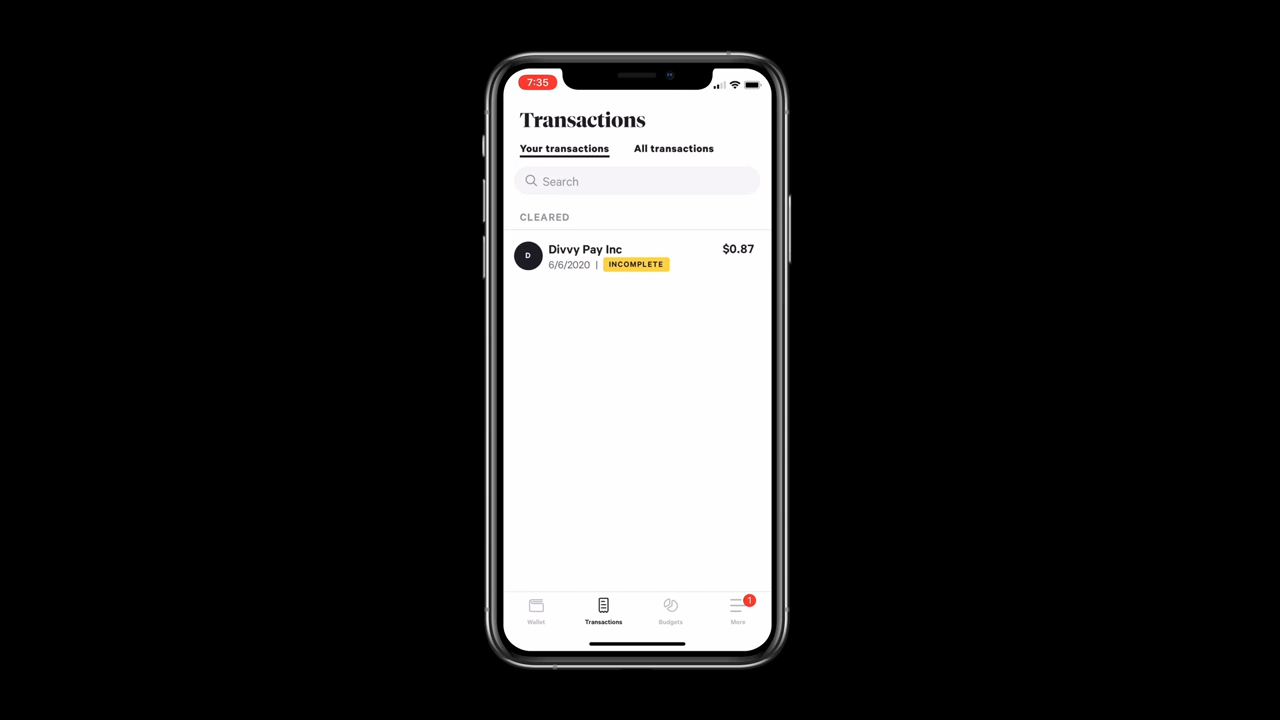 7:35
Transactions
Your transactions All transactions
Search
CLEARED
D Divvy Pay Inc $0.87
6/6/2020 | INCOMPLETE
1
Wallet Transactions Budgets More